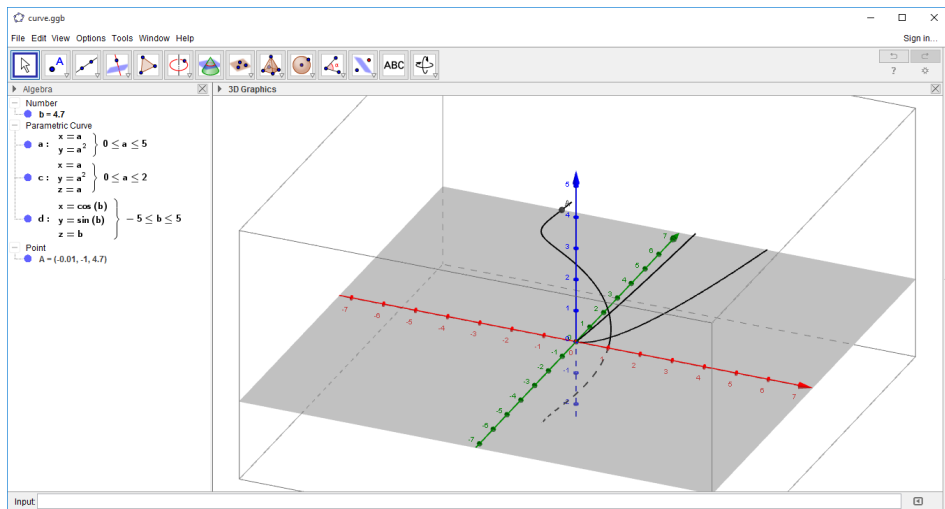 curve.ggb
File Edit View Options Tools Window Help
Sign in...
ABC
?
Algebra
3D Graphics
Number
b = 4.7
Parametric Curve
a : x = a
y = a²
} 0 ≤ a ≤ 5
c : x = a
y = a²
z = a
} 0 ≤ a ≤ 2
d : x = cos (b)
y = sin (b)
z = b
} − 5 ≤ b ≤ 5
Point
A = (-0.01, -1, 4.7)
5
4
3
2
1
0
-1
-2
7
6
5
4
3
2
1
0
-1
-2
-3
-4
-5
-6
-7
-7
-6
-5
-4
-3
-2
-1
0
1
2
3
4
5
6
7
Input: